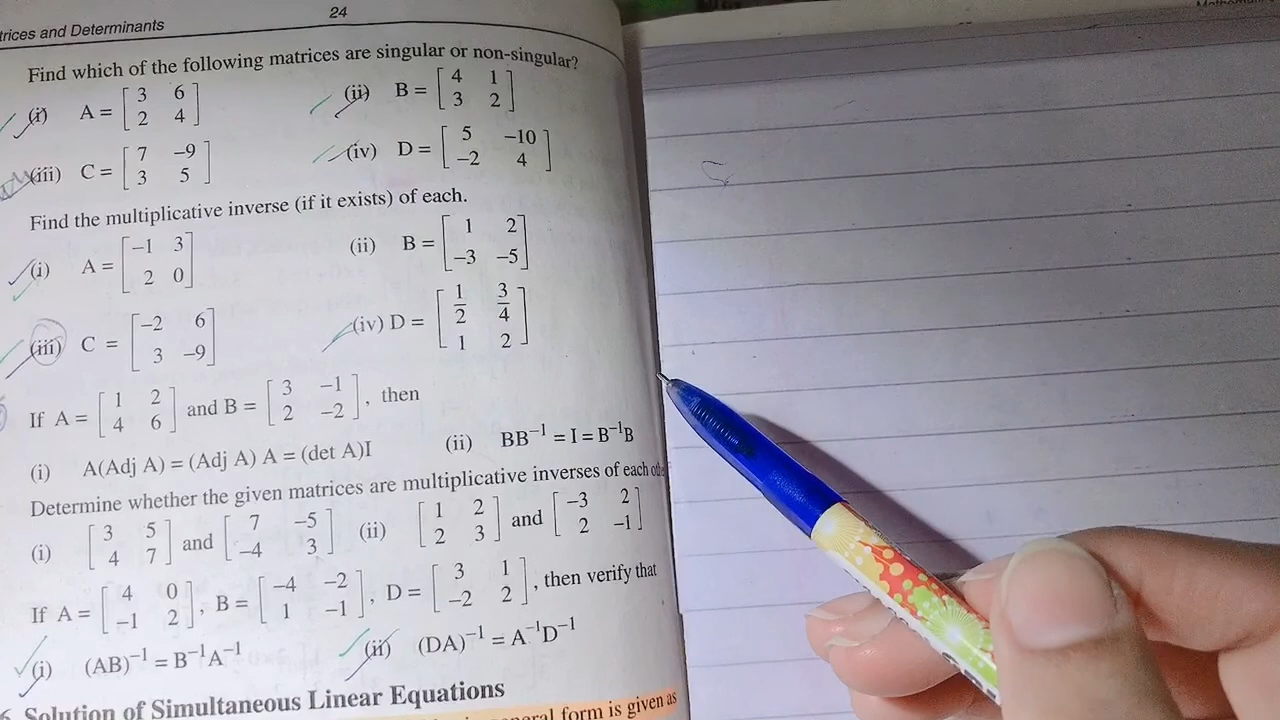 24
trices and Determinants
Find which of the following matrices are singular or non-singular?
(i) A = [3 6; 2 4] (ii) B = [4 1; 3 2]
(iii) C = [7 -9; 3 5] (iv) D = [5 -10; -2 4]
Find the multiplicative inverse (if it exists) of each.
(i) A = [-1 3; 2 0] (ii) B = [1 2; -3 -5]
(iii) C = [-2 6; 3 -9] (iv) D = [1/2 3/4; 1 2]
If A = [1 2; 4 6] and B = [3 -1; 2 -2], then
(i) A(Adj A) = (Adj A) A = (det A)I (ii) BB⁻¹ = I = B⁻¹B
Determine whether the given matrices are multiplicative inverses of each
(i) [3 5; 4 7] and [7 -5; -4 3] (ii) [1 2; 2 3] and [-3 2; 2 -1]
If A = [4 0; -1 2], B = [-4 -2; 1 -1], D = [3 1; -2 2], then verify that
(i) (AB)⁻¹ = B⁻¹A⁻¹ (ii) (DA)⁻¹ = A⁻¹D⁻¹
Solution of Simultaneous Linear Equations
form is given as